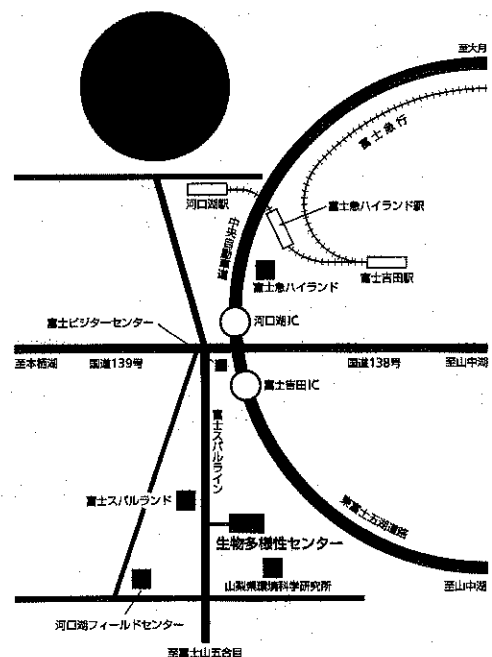 至大月
富士急行
河口湖駅
富士急ハイランド駅
中央自動車道
富士吉田駅
富士急ハイランド
河口湖IC
富士ビジターセンター
至本栖湖
国道139号
国道138号
至山中湖
富士吉田IC
富士スバルライン
富士スバルランド
東富士五湖道路
生物多様性センター
山梨県環境科学研究所
至山中湖
河口湖フィールドセンター
至富士山五合目